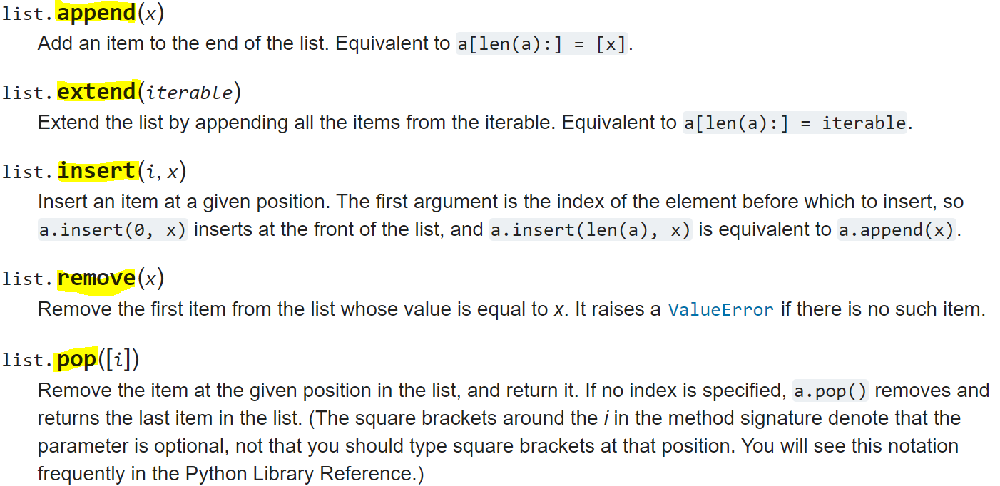 list.append(x)
Add an item to the end of the list. Equivalent to a[len(a):] = [x].
list.extend(iterable)
Extend the list by appending all the items from the iterable. Equivalent to a[len(a):] = iterable.
list.insert(i, x)
Insert an item at a given position. The first argument is the index of the element before which to insert, so
a.insert(0, x) inserts at the front of the list, and a.insert(len(a), x) is equivalent to a.append(x).
list.remove(x)
Remove the first item from the list whose value is equal to x. It raises a ValueError if there is no such item.
list.pop([i])
Remove the item at the given position in the list, and return it. If no index is specified, a.pop() removes and
returns the last item in the list. (The square brackets around the i in the method signature denote that the
parameter is optional, not that you should type square brackets at that position. You will see this notation
frequently in the Python Library Reference.)